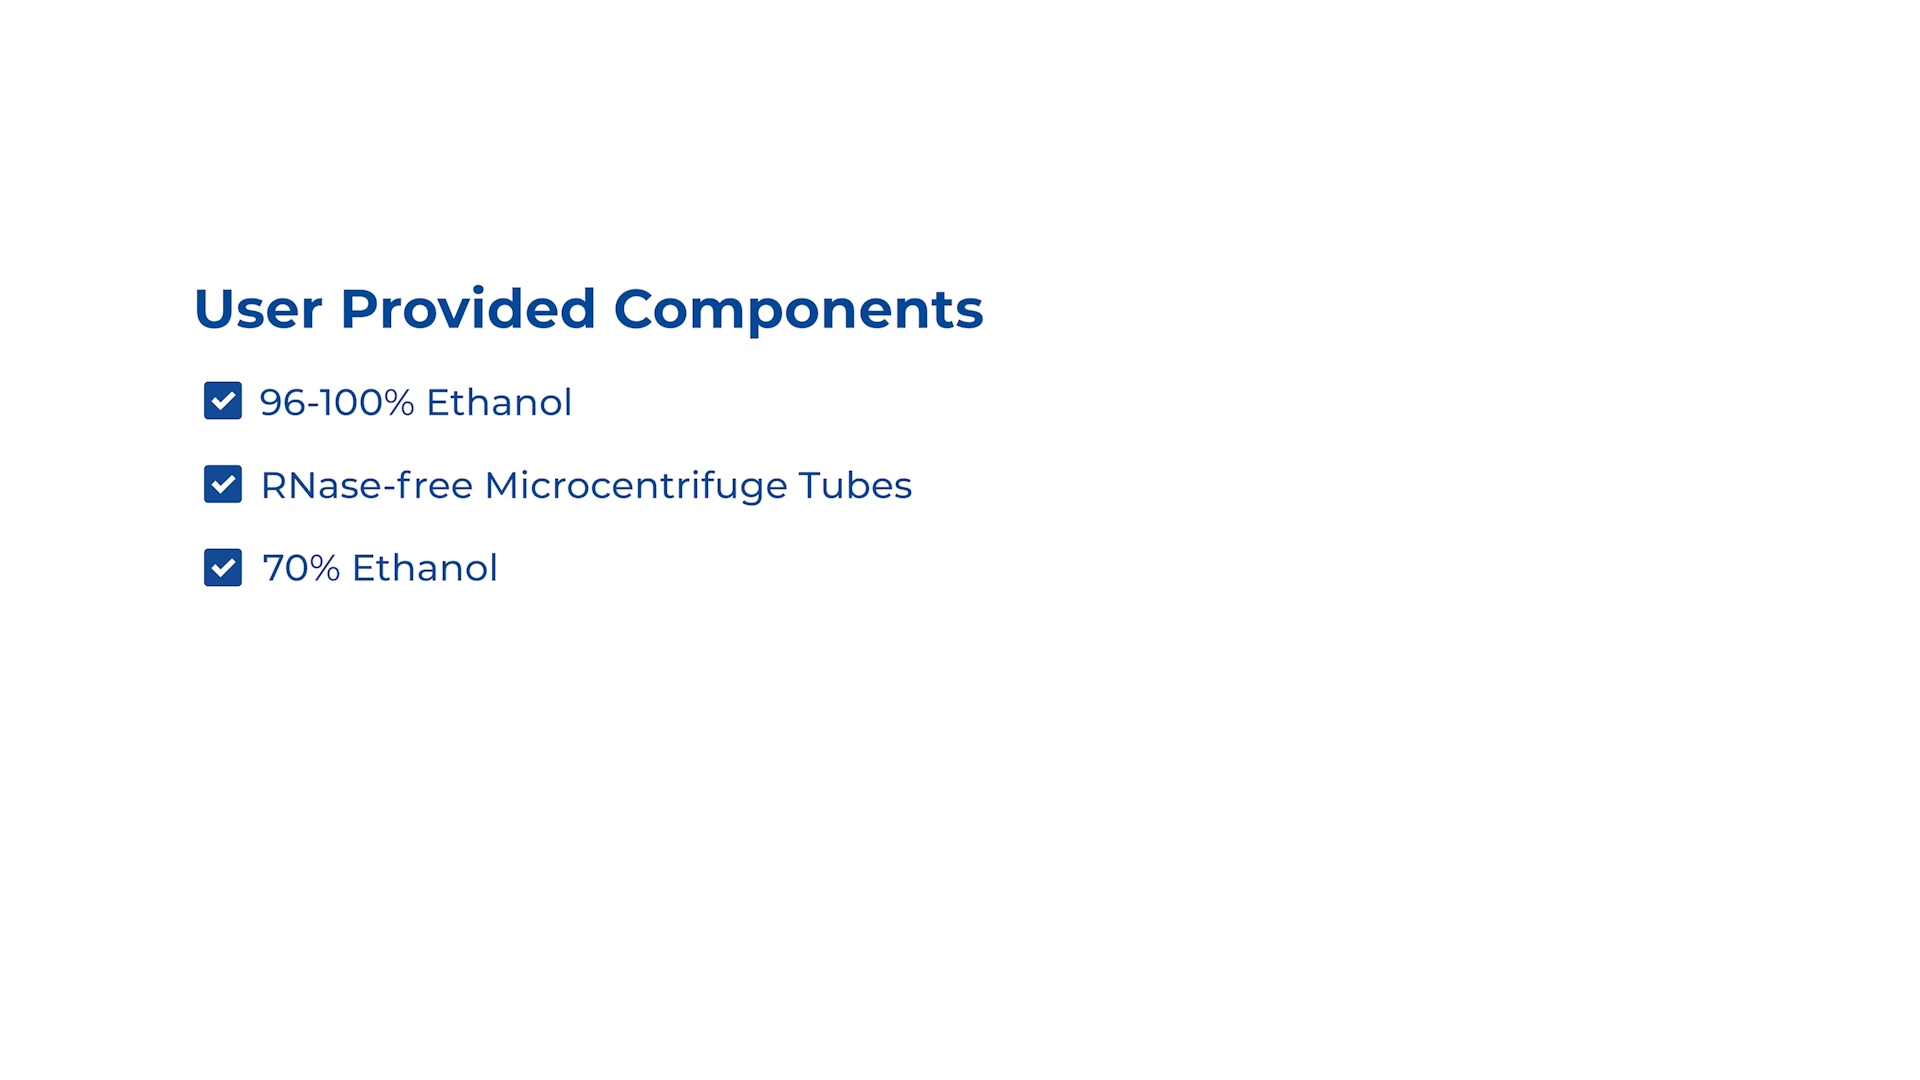 User Provided Components
96-100% Ethanol
RNase-free Microcentrifuge Tubes
70% Ethanol